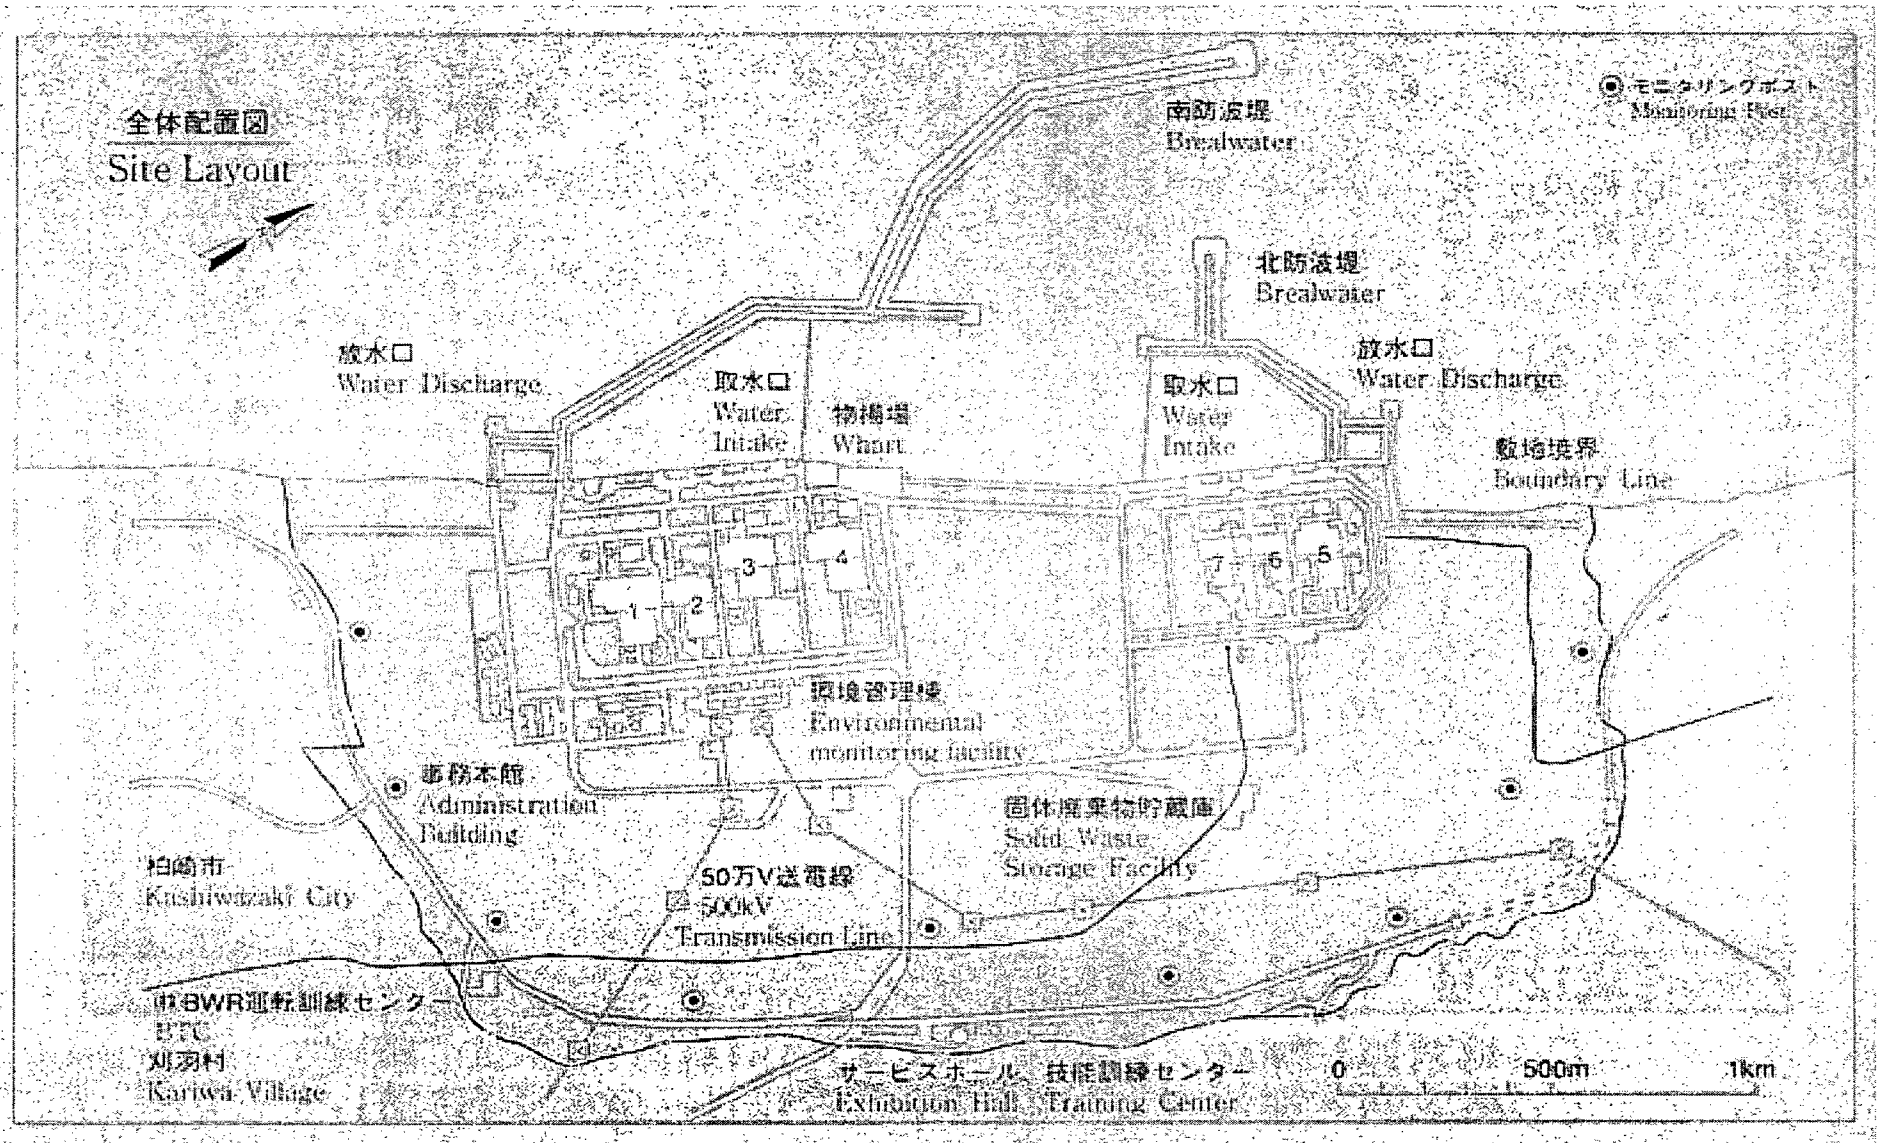 全体配置図
Site Layout
モニタリングポスト
Monitoring Post
南防波堤
Brealwater
北防波堤
Brealwater
放水口
Water Discharge
取水口
Water
Intake
物揚場
Wharf
取水口
Water
Intake
放水口
Water Discharge
敷地境界
Boundary Line
1
2
3
4
7
6
5
環境管理棟
Environmental
monitoring facility
事務本館
Administration
Building
固体廃棄物貯蔵庫
Solid Waste
Storage Facility
柏崎市
Kashiwazaki City
50万V送電線
500kV
Transmission Line
㈱BWR運転訓練センター
BTC
刈羽村
Kariwa Village
サービスホール
Exhibition Hall
技能訓練センター
Training Center
0 500m 1km